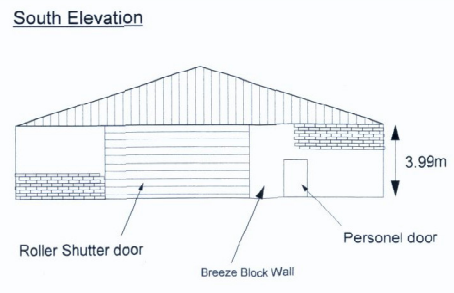 South Elevation
3.99m
Personel door
Roller Shutter door
Breeze Block Wall